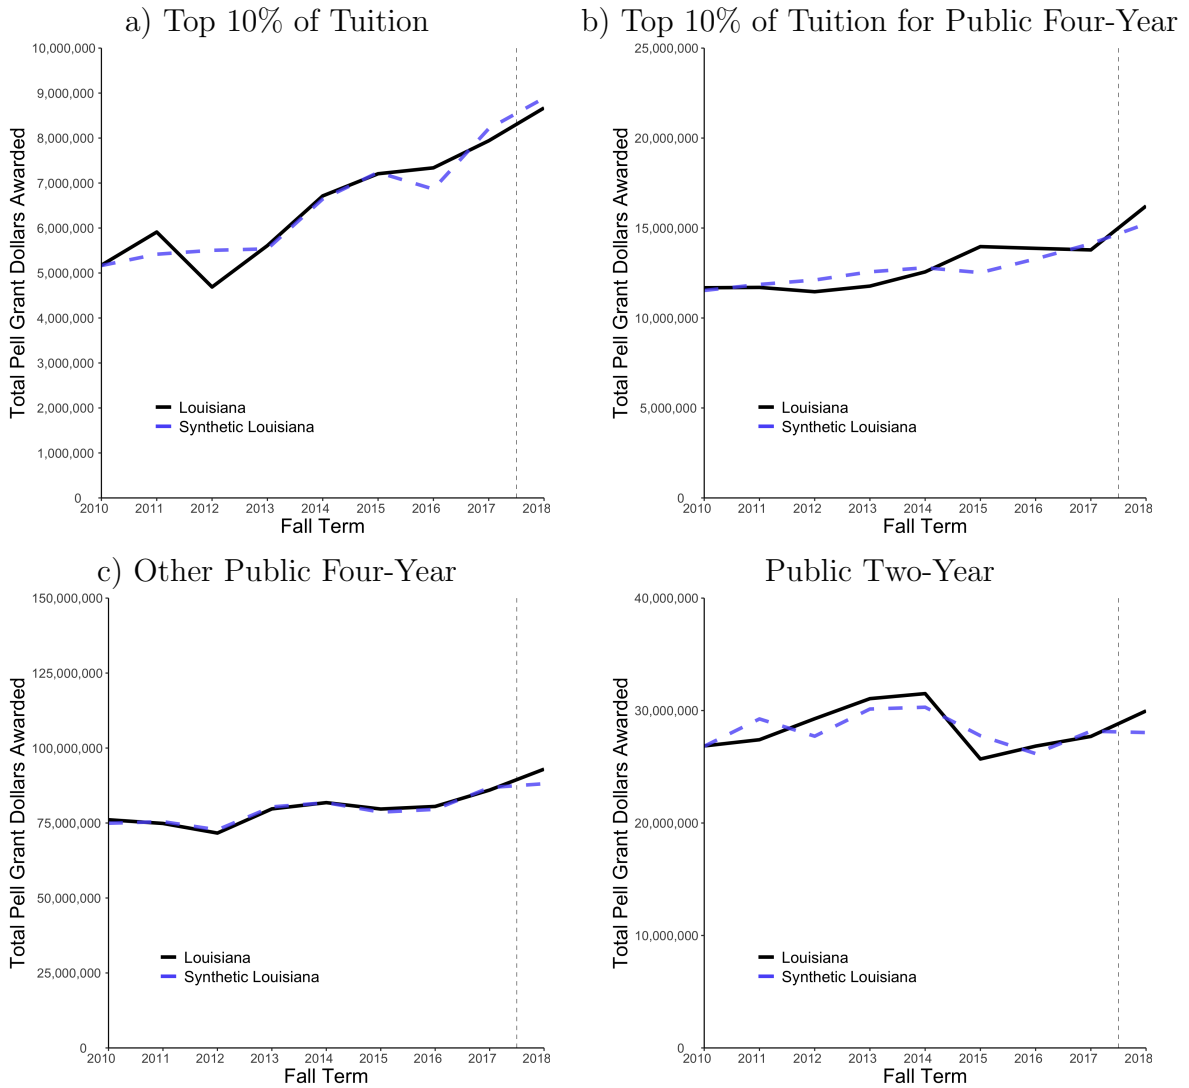 a) Top 10% of Tuition
10,000,000
9,000,000
8,000,000
7,000,000
6,000,000
5,000,000
4,000,000
3,000,000
2,000,000
1,000,000
0
Total Pell Grant Dollars Awarded
Louisiana
Synthetic Louisiana
2010 2011 2012 2013 2014 2015 2016 2017 2018
Fall Term
b) Top 10% of Tuition for Public Four-Year
25,000,000
20,000,000
15,000,000
10,000,000
5,000,000
0
Total Pell Grant Dollars Awarded
Louisiana
Synthetic Louisiana
2010 2011 2012 2013 2014 2015 2016 2017 2018
Fall Term
c) Other Public Four-Year
150,000,000
125,000,000
100,000,000
75,000,000
50,000,000
25,000,000
0
Total Pell Grant Dollars Awarded
Louisiana
Synthetic Louisiana
2010 2011 2012 2013 2014 2015 2016 2017 2018
Fall Term
Public Two-Year
40,000,000
30,000,000
20,000,000
10,000,000
0
Total Pell Grant Dollars Awarded
Louisiana
Synthetic Louisiana
2010 2011 2012 2013 2014 2015 2016 2017 2018
Fall Term